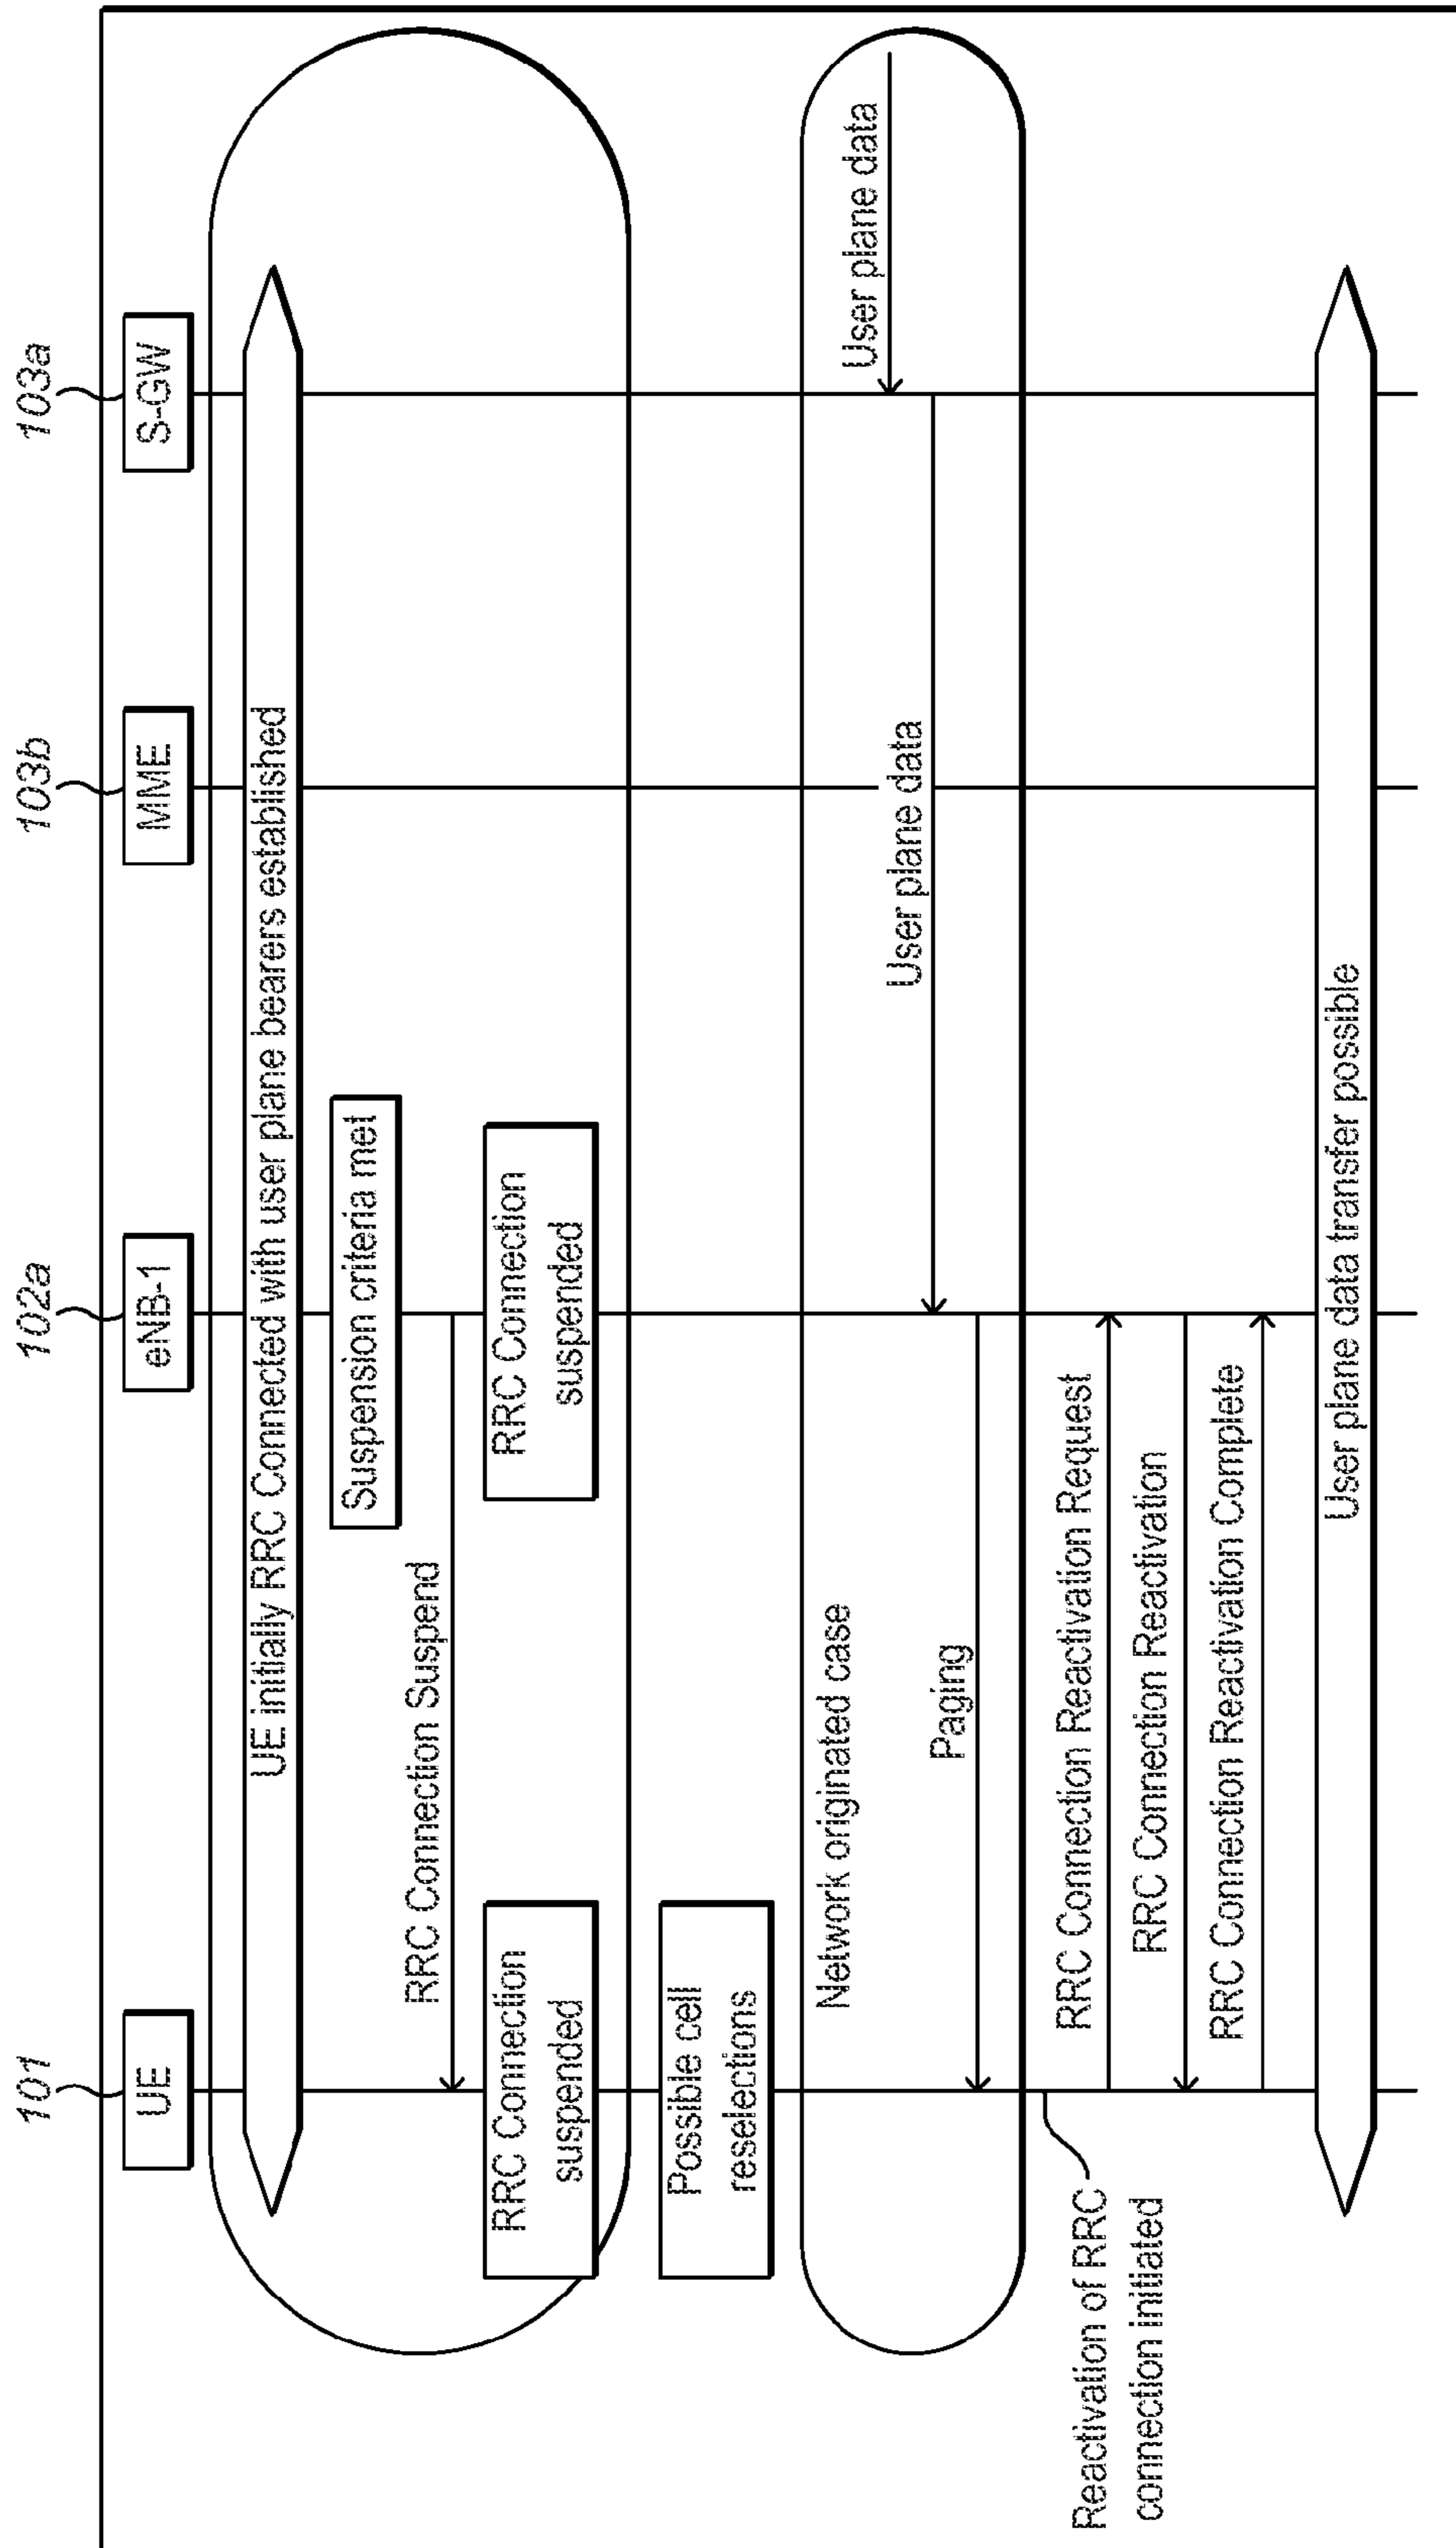 101
102a
103b
103a
UE
eNB-1
MME
S-GW
UE initially RRC Connected with user plane bearers established
Suspension criteria met
RRC Connection Suspend
RRC Connection
suspended
RRC Connection
suspended
Possible cell
reselections
Network originated case
User plane data
User plane data
Paging
Reactivation of RRC
connection initiated
RRC Connection Reactivation Request
RRC Connection Reactivation
RRC Connection Reactivation Complete
User plane data transfer possible